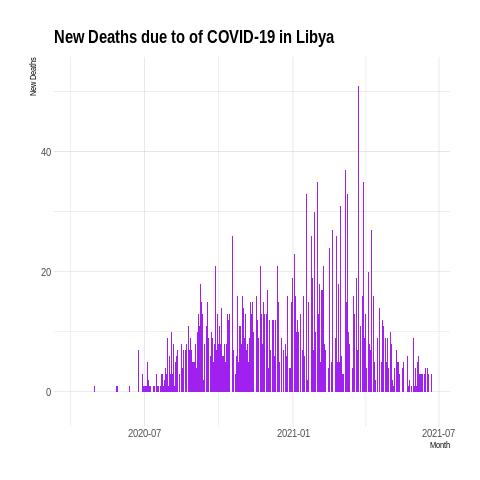 New Deaths due to of COVID-19 in Libya
New Deaths
40
20
0
2020-07
2021-01
2021-07
Month